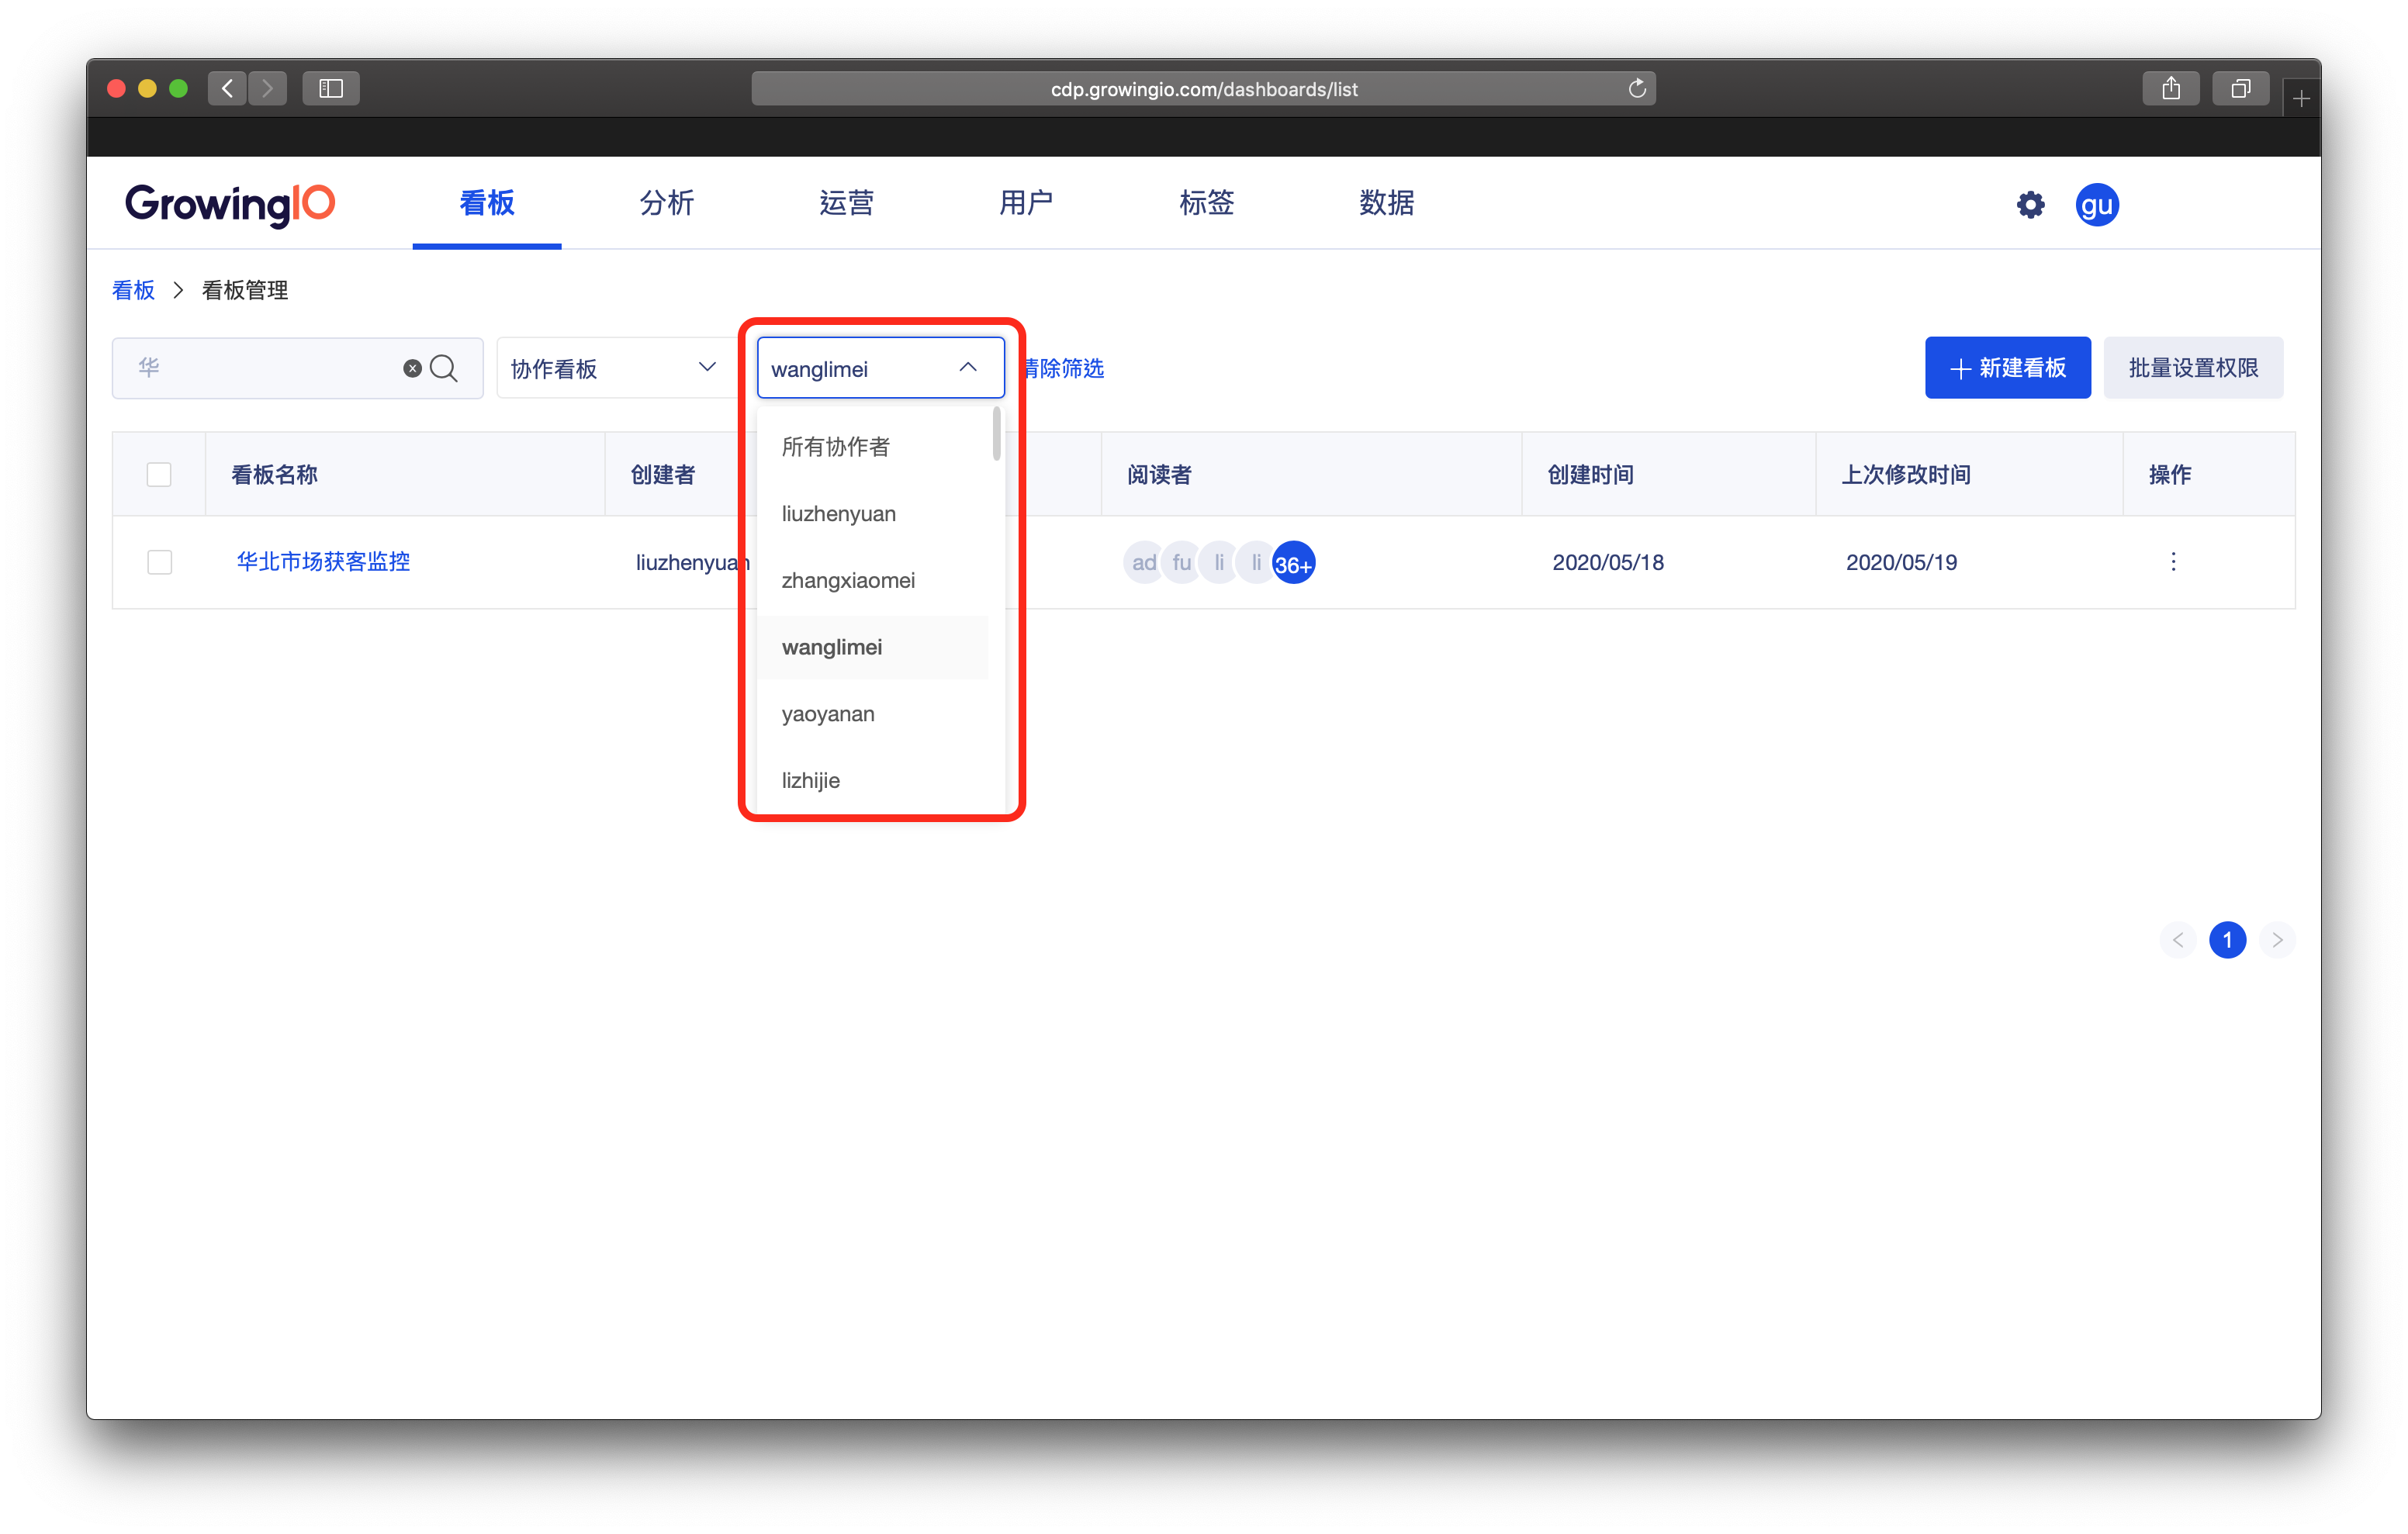 cdp.growingio.com/dashboards/list
GrowingIO 看板 分析 运营 用户 标签 数据 gu
看板 > 看板管理
华 协作看板 wanglimei 清除筛选 + 新建看板 批量设置权限
所有协作者
看板名称 创建者 阅读者 创建时间 上次修改时间 操作
liuzhenyuan
华北市场获客监控 liuzhenyuan ad fu li li 36+ 2020/05/18 2020/05/19
zhangxiaomei
wanglimei
yaoyanan
lizhijie
1